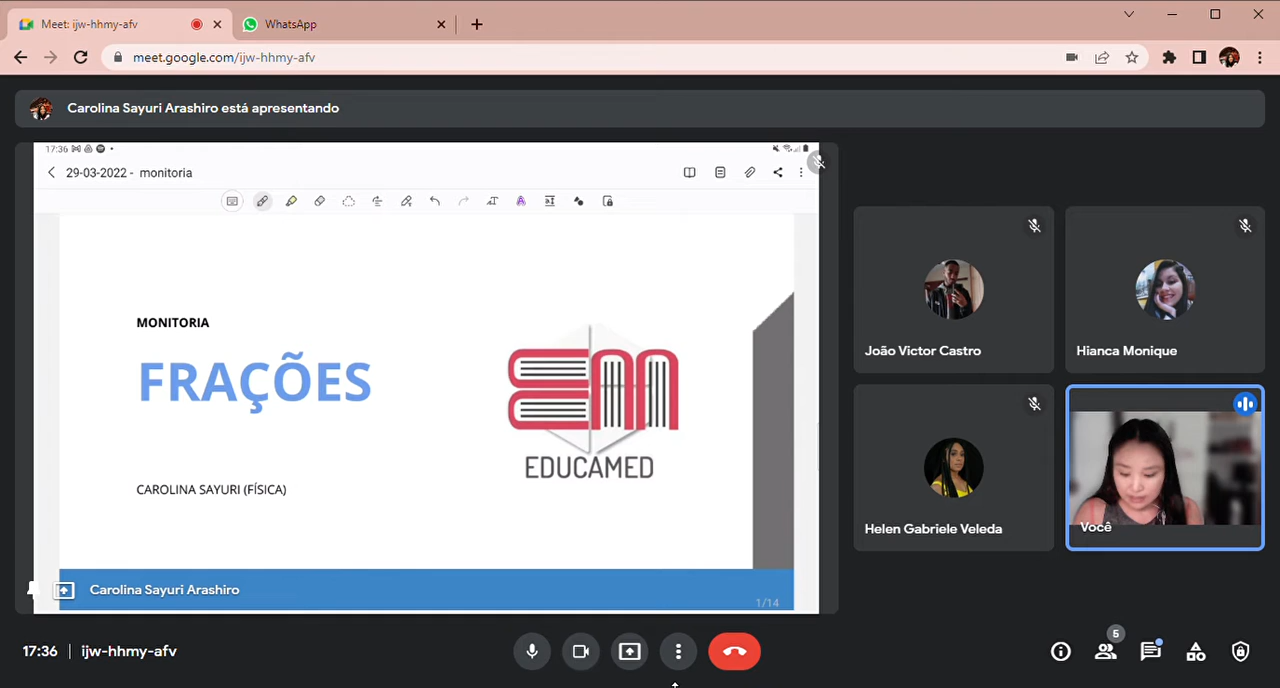 Meet: ijw-hhmy-afv
WhatsApp
meet.google.com/ijw-hhmy-afv
Carolina Sayuri Arashiro está apresentando
17:36
29-03-2022 - monitoria
MONITORIA
FRAÇÕES
EDUCAMED
CAROLINA SAYURI (FÍSICA)
Carolina Sayuri Arashiro
1/14
João Victor Castro
Hianca Monique
Helen Gabriele Veleda
Você
17:36 | ijw-hhmy-afv
5